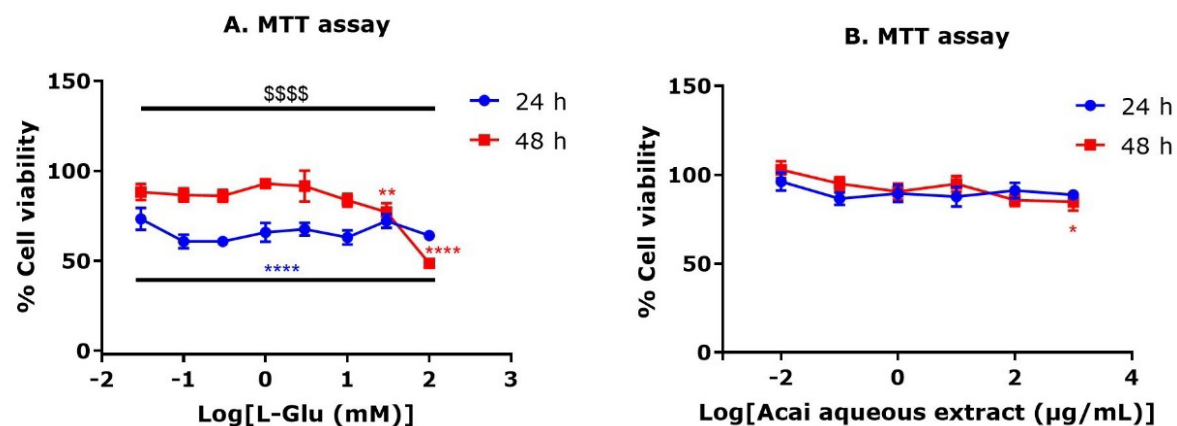 A. MTT assay
150
100
50
0
% Cell viability
$$$$
24 h
48 h
**
****
****
-2
-1
0
1
2
3
Log[L-Glu (mM)]
B. MTT assay
150
100
50
0
% Cell viability
24 h
48 h
*
-2
0
2
4
Log[Acai aqueous extract (µg/mL)]